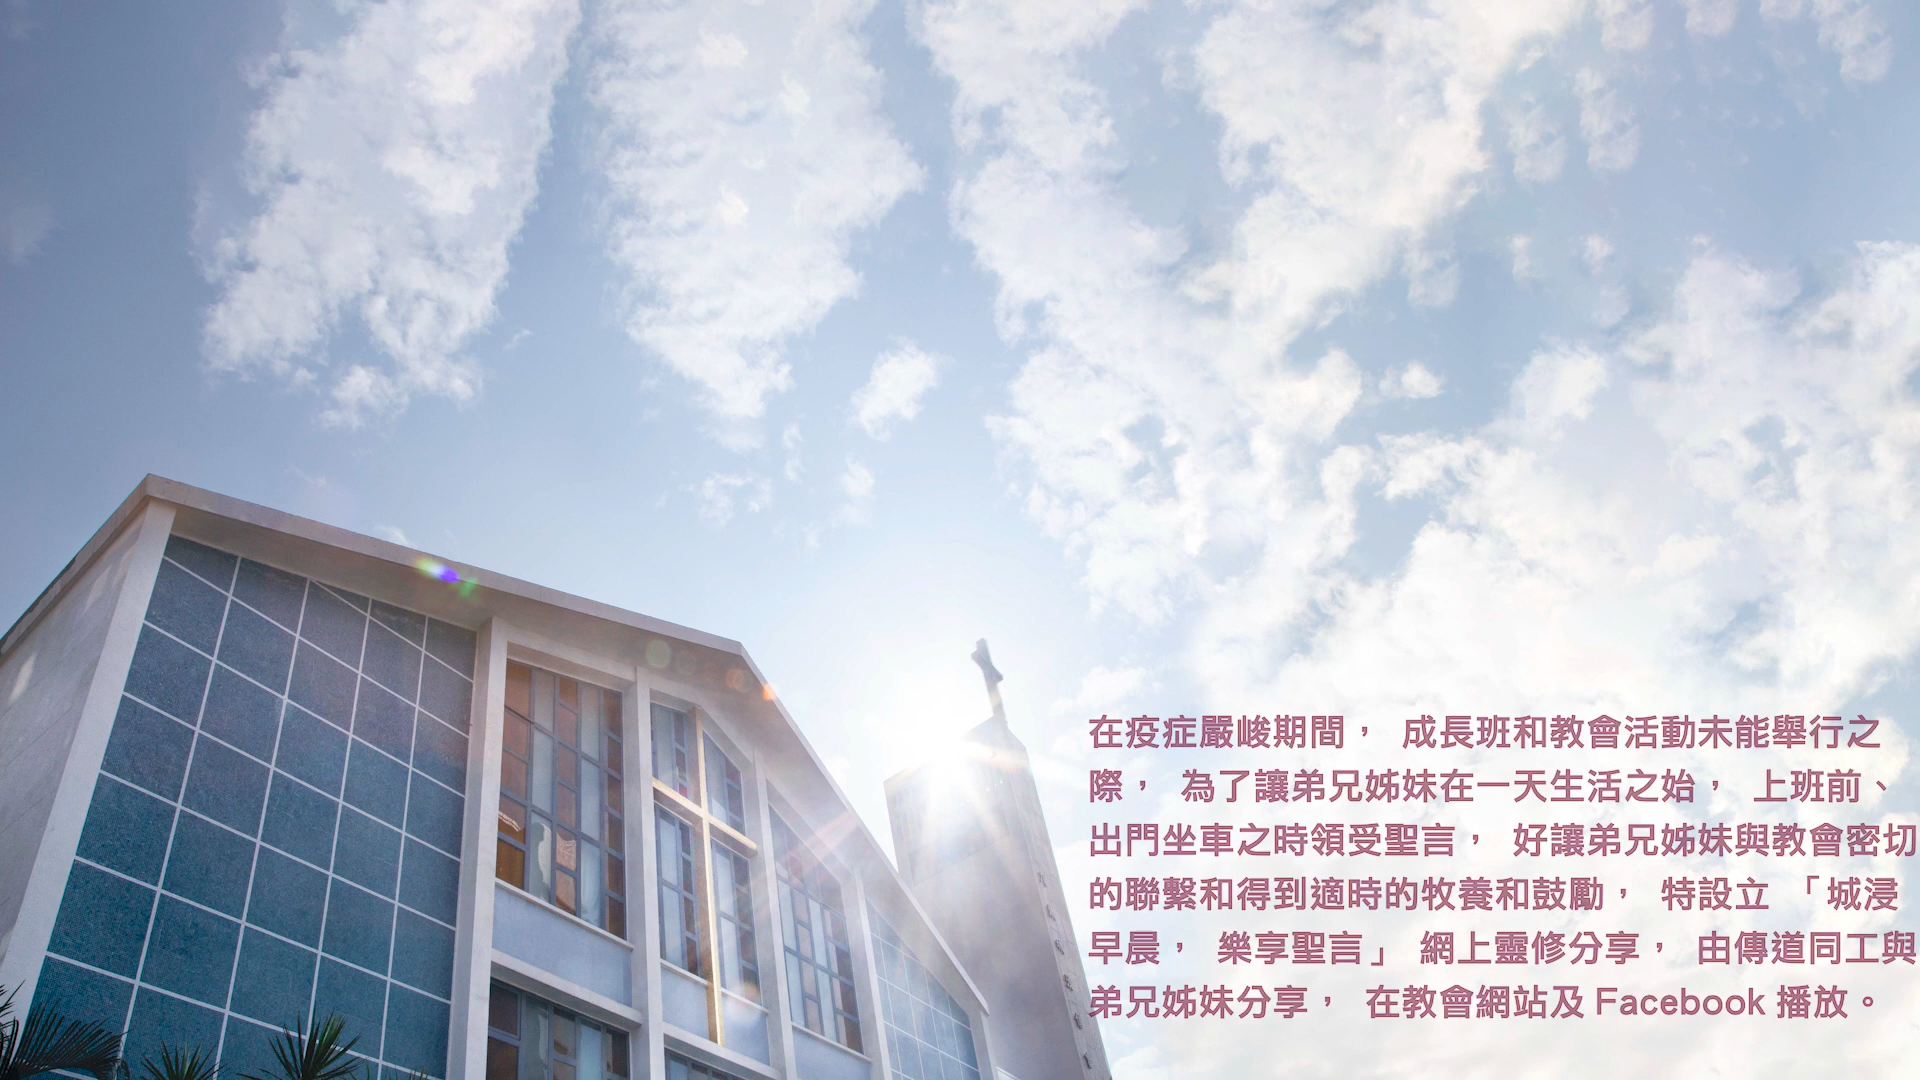 在疫症嚴峻期間， 成長班和教會活動未能舉行之
際， 為了讓弟兄姊妹在一天生活之始， 上班前、
出門坐車之時領受聖言， 好讓弟兄姊妹與教會密切
的聯繫和得到適時的牧養和鼓勵， 特設立 「城浸
早晨， 樂享聖言」 網上靈修分享， 由傳道同工與
弟兄姊妹分享， 在教會網站及 Facebook 播放。